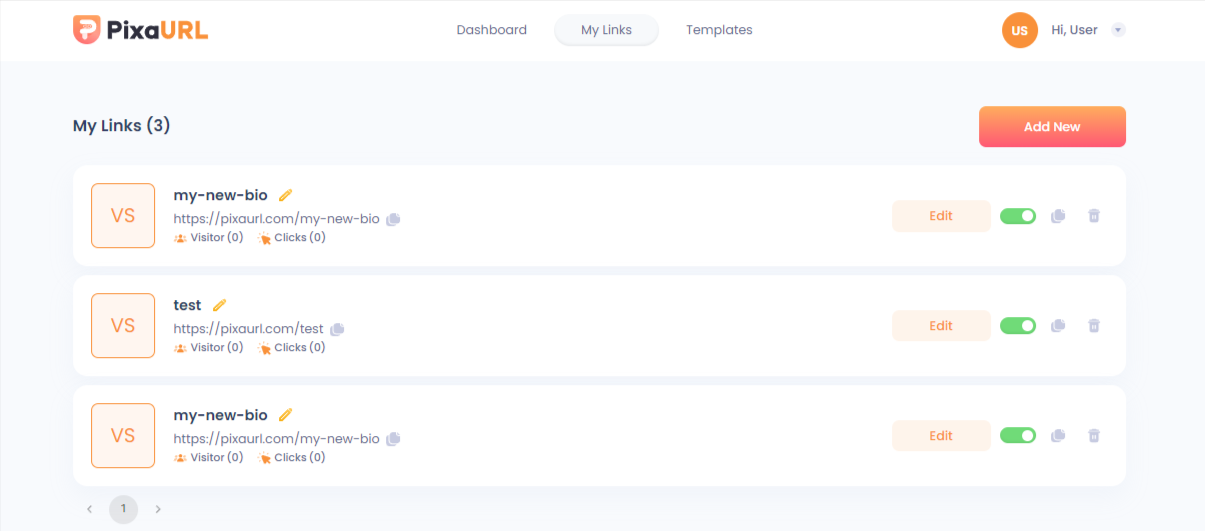 PixaURL
Dashboard
My Links
Templates
US
Hi, User
My Links (3)
Add New
VS
my-new-bio
https://pixaurl.com/my-new-bio
Visitor (0) Clicks (0)
Edit
VS
test
https://pixaurl.com/test
Visitor (0) Clicks (0)
Edit
VS
my-new-bio
https://pixaurl.com/my-new-bio
Visitor (0) Clicks (0)
Edit
‹ 1 ›